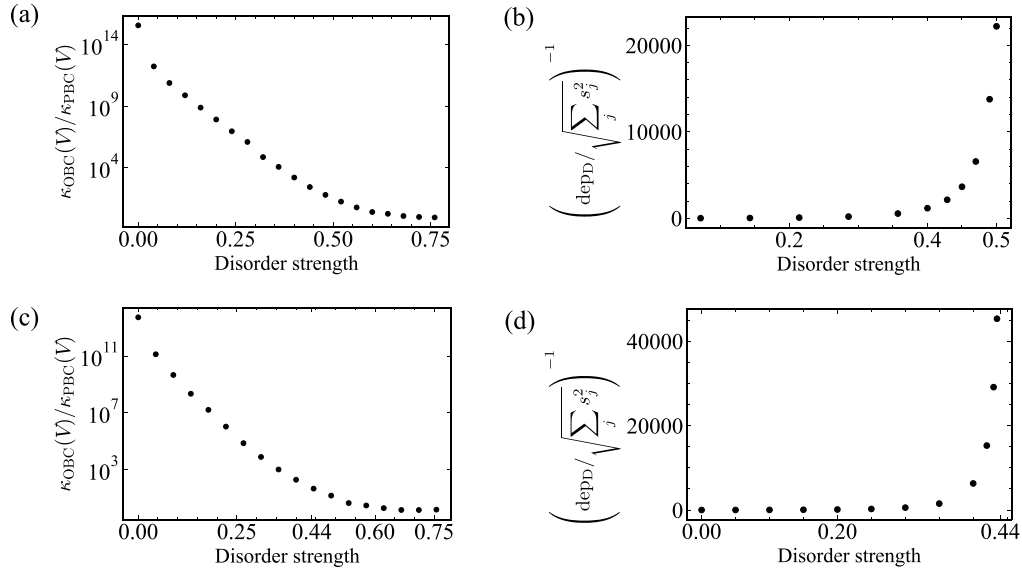 (a)
κ_OBC(V)/κ_PBC(V)
10^14
10^9
10^4
0.00 0.25 0.50 0.75
Disorder strength
(b)
(dep_D/√∑_j s_j^2)^−1
20000
10000
0
0.2 0.4 0.5
Disorder strength
(c)
κ_OBC(V)/κ_PBC(V)
10^11
10^7
10^3
0.00 0.25 0.44 0.60 0.75
Disorder strength
(d)
(dep_D/√∑_j s_j^2)^−1
40000
20000
0
0.00 0.20 0.44
Disorder strength